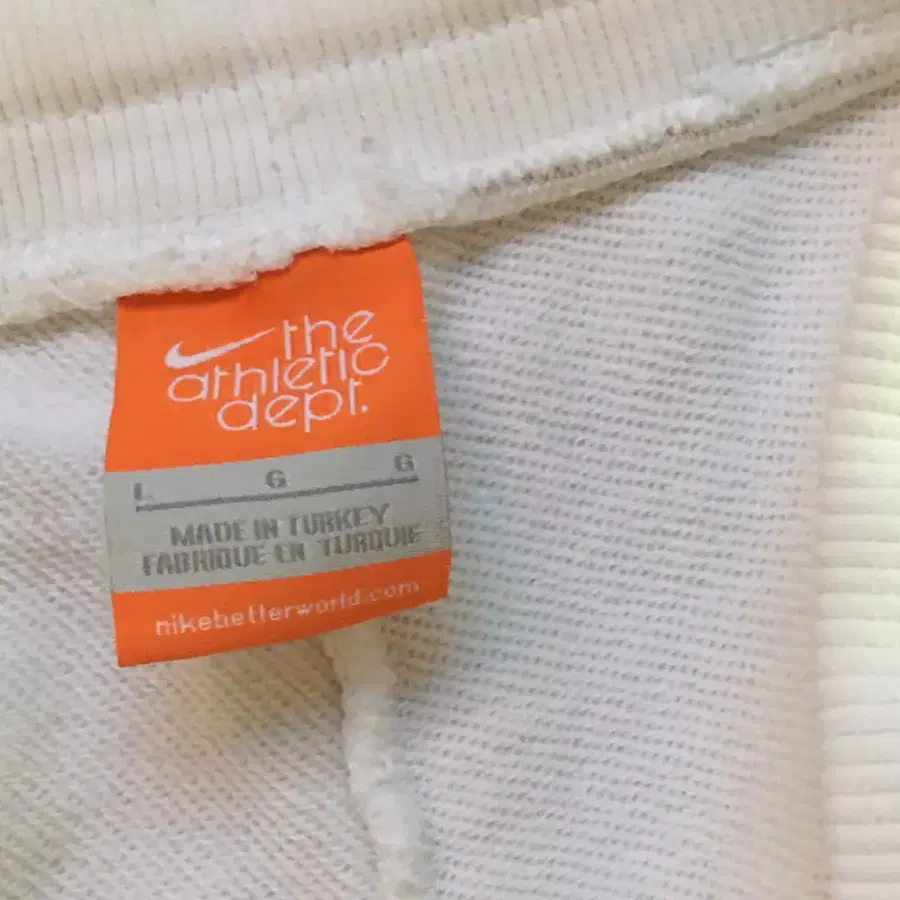 the
athletic
dept.
L G G
MADE IN TURKEY
FABRIQUE EN TURQUIE
nikebetterworld.com